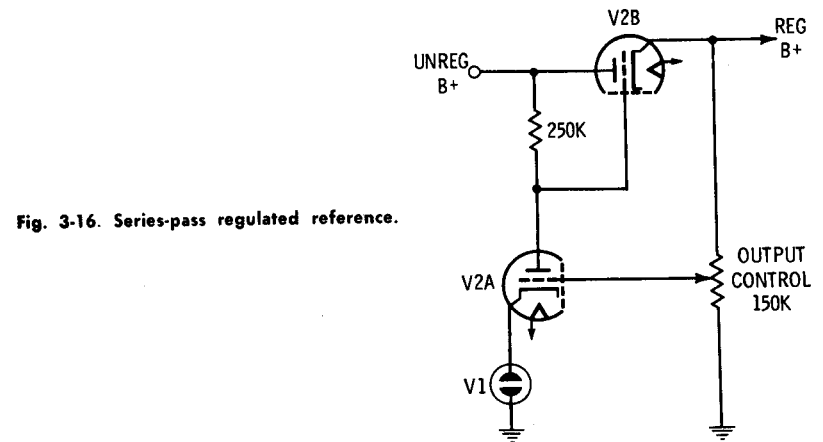 V2B
REG
B+
UNREG
B+
250K
Fig. 3-16. Series-pass regulated reference.
V2A
OUTPUT
CONTROL
150K
V1